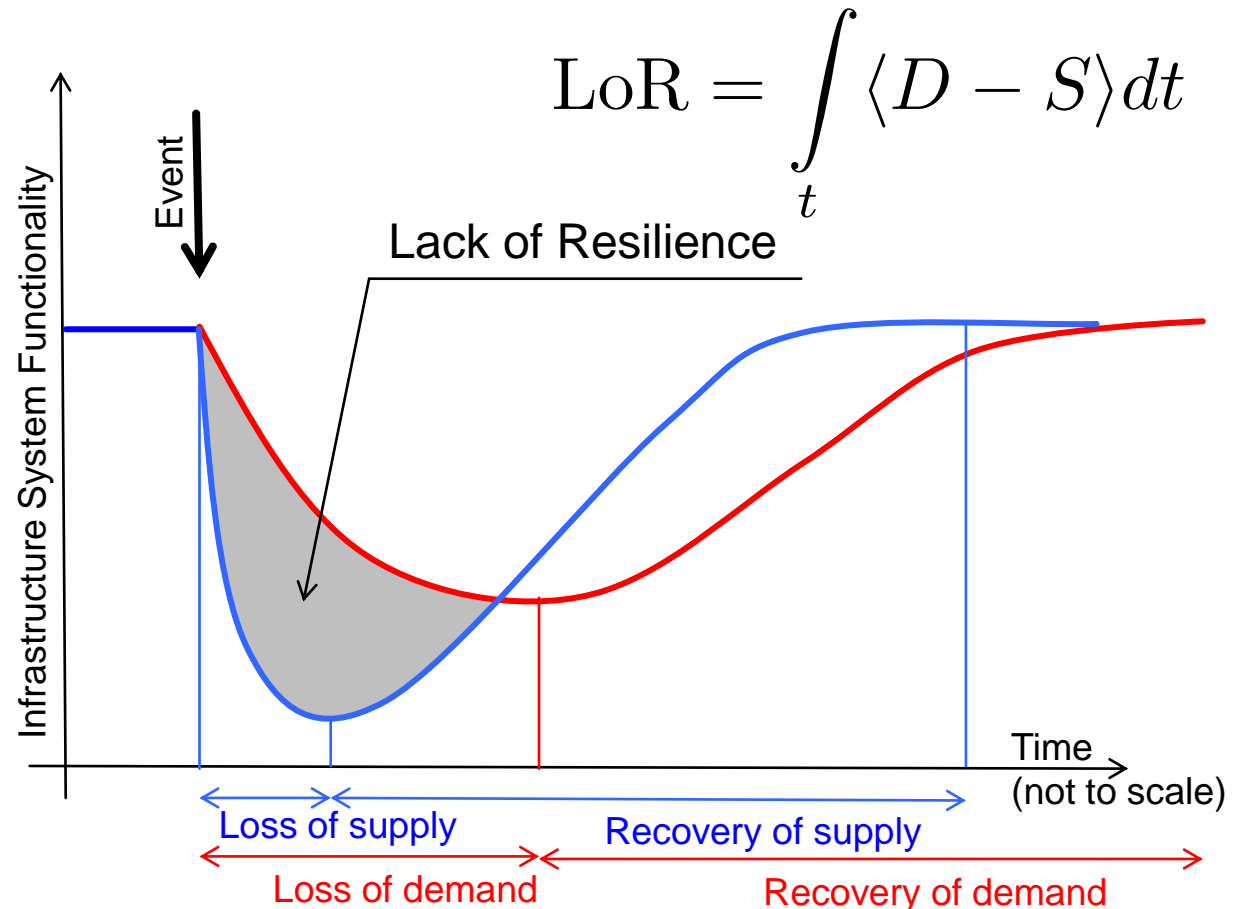 LoR = ∫_t ⟨D − S⟩dt
Event
Infrastructure System Functionality
Lack of Resilience
Time
(not to scale)
Loss of supply
Recovery of supply
Loss of demand
Recovery of demand